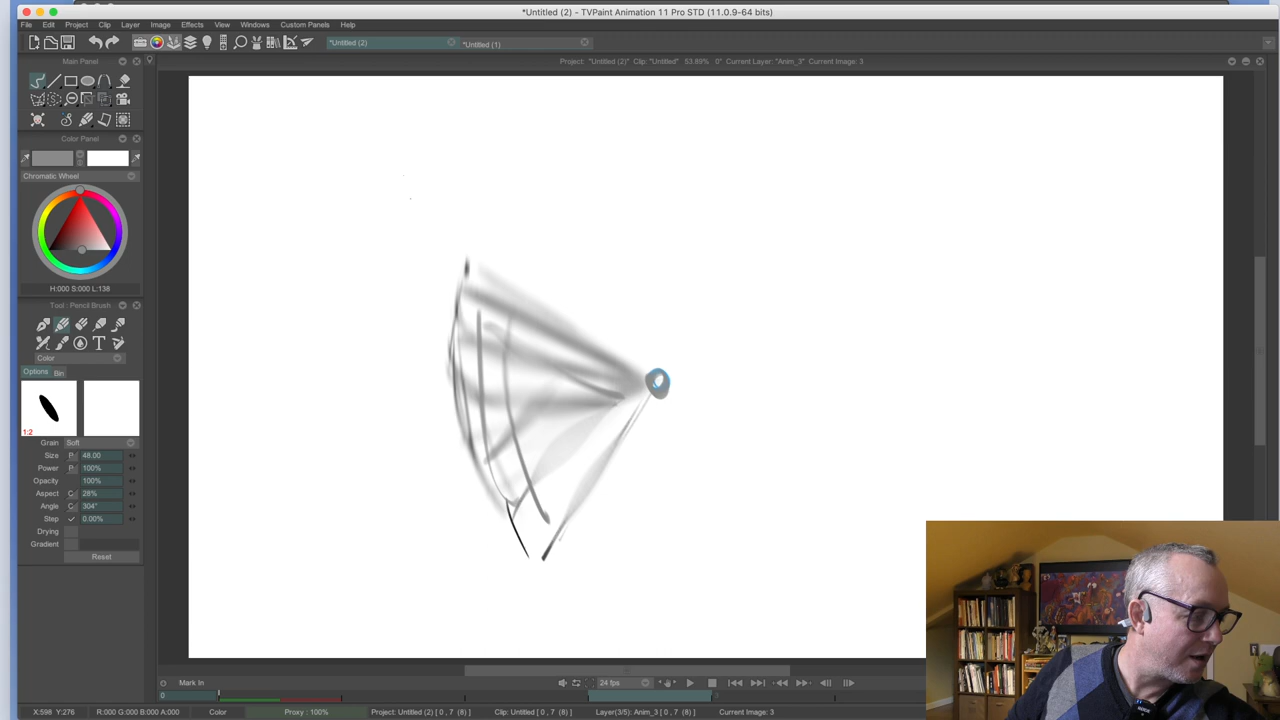 *Untitled (2) - TVPaint Animation 11 Pro STD (11.0.9-64 bits)
File Edit Project Clip Layer Image Effects View Windows Custom Panels Help
*Untitled (2) *Untitled (1)
Main Panel
Project: "Untitled (2)" Clip: "Untitled" 53.89% 0° Current Layer: "Anim_3" Current Image: 3
Color Panel
Chromatic Wheel
H:000 S:000 L:138
Tool : Pencil Brush
T
Color
Options Bin
1:2
Grain Soft
Size P 48.00
Power P 100%
Opacity 100%
Aspect C 28%
Angle C 304°
Step ✓ 0.00%
Drying
Gradient
Reset
Mark In 24 fps
0
X:598 Y:276 R:000 G:000 B:000 A:000 Color Proxy : 100% Project: Untitled (2) [ 0 , 7 (8) ] Clip: Untitled [ 0 , 7 (8) ] Layer(3/5): Anim_3 [ 0 , 7 (8) ] Current Image: 3